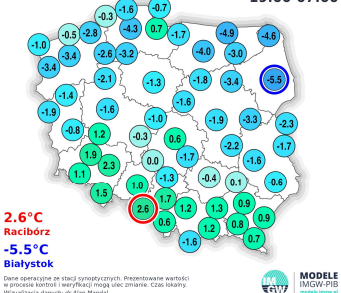 -1.6 -0.7
-0.3
-0.5 -2.8 -4.3 0.7 -1.7 -4.9 -4.6
-1.0 -3.4 -2.6 -3.2 -4.0 -3.0
-3.4 -2.1 -1.3 -1.8 -3.4 -5.5
-1.4 -1.6
-1.9 -1.6 -1.0 -1.9 -3.3 -2.3
-0.8 1.2 -0.3 0.6 -2.2 -1.7
1.9 2.3 0.0 -1.7 -1.6
1.1 1.0 -1.3 -0.4 0.1 0.6
1.5 1.7
2.6 1.2 1.3 0.9 0.9
0.6 1.2 0.8
-1.6 0.7
2.6°C
Racibórz
-5.5°C
Białystok
Dane operacyjne ze stacji synoptycznych. Prezentowane wartości
w procesie kontroli i weryfikacji mogą ulec zmianie. Czas lokalny.
MODELE
IMGW-PIB